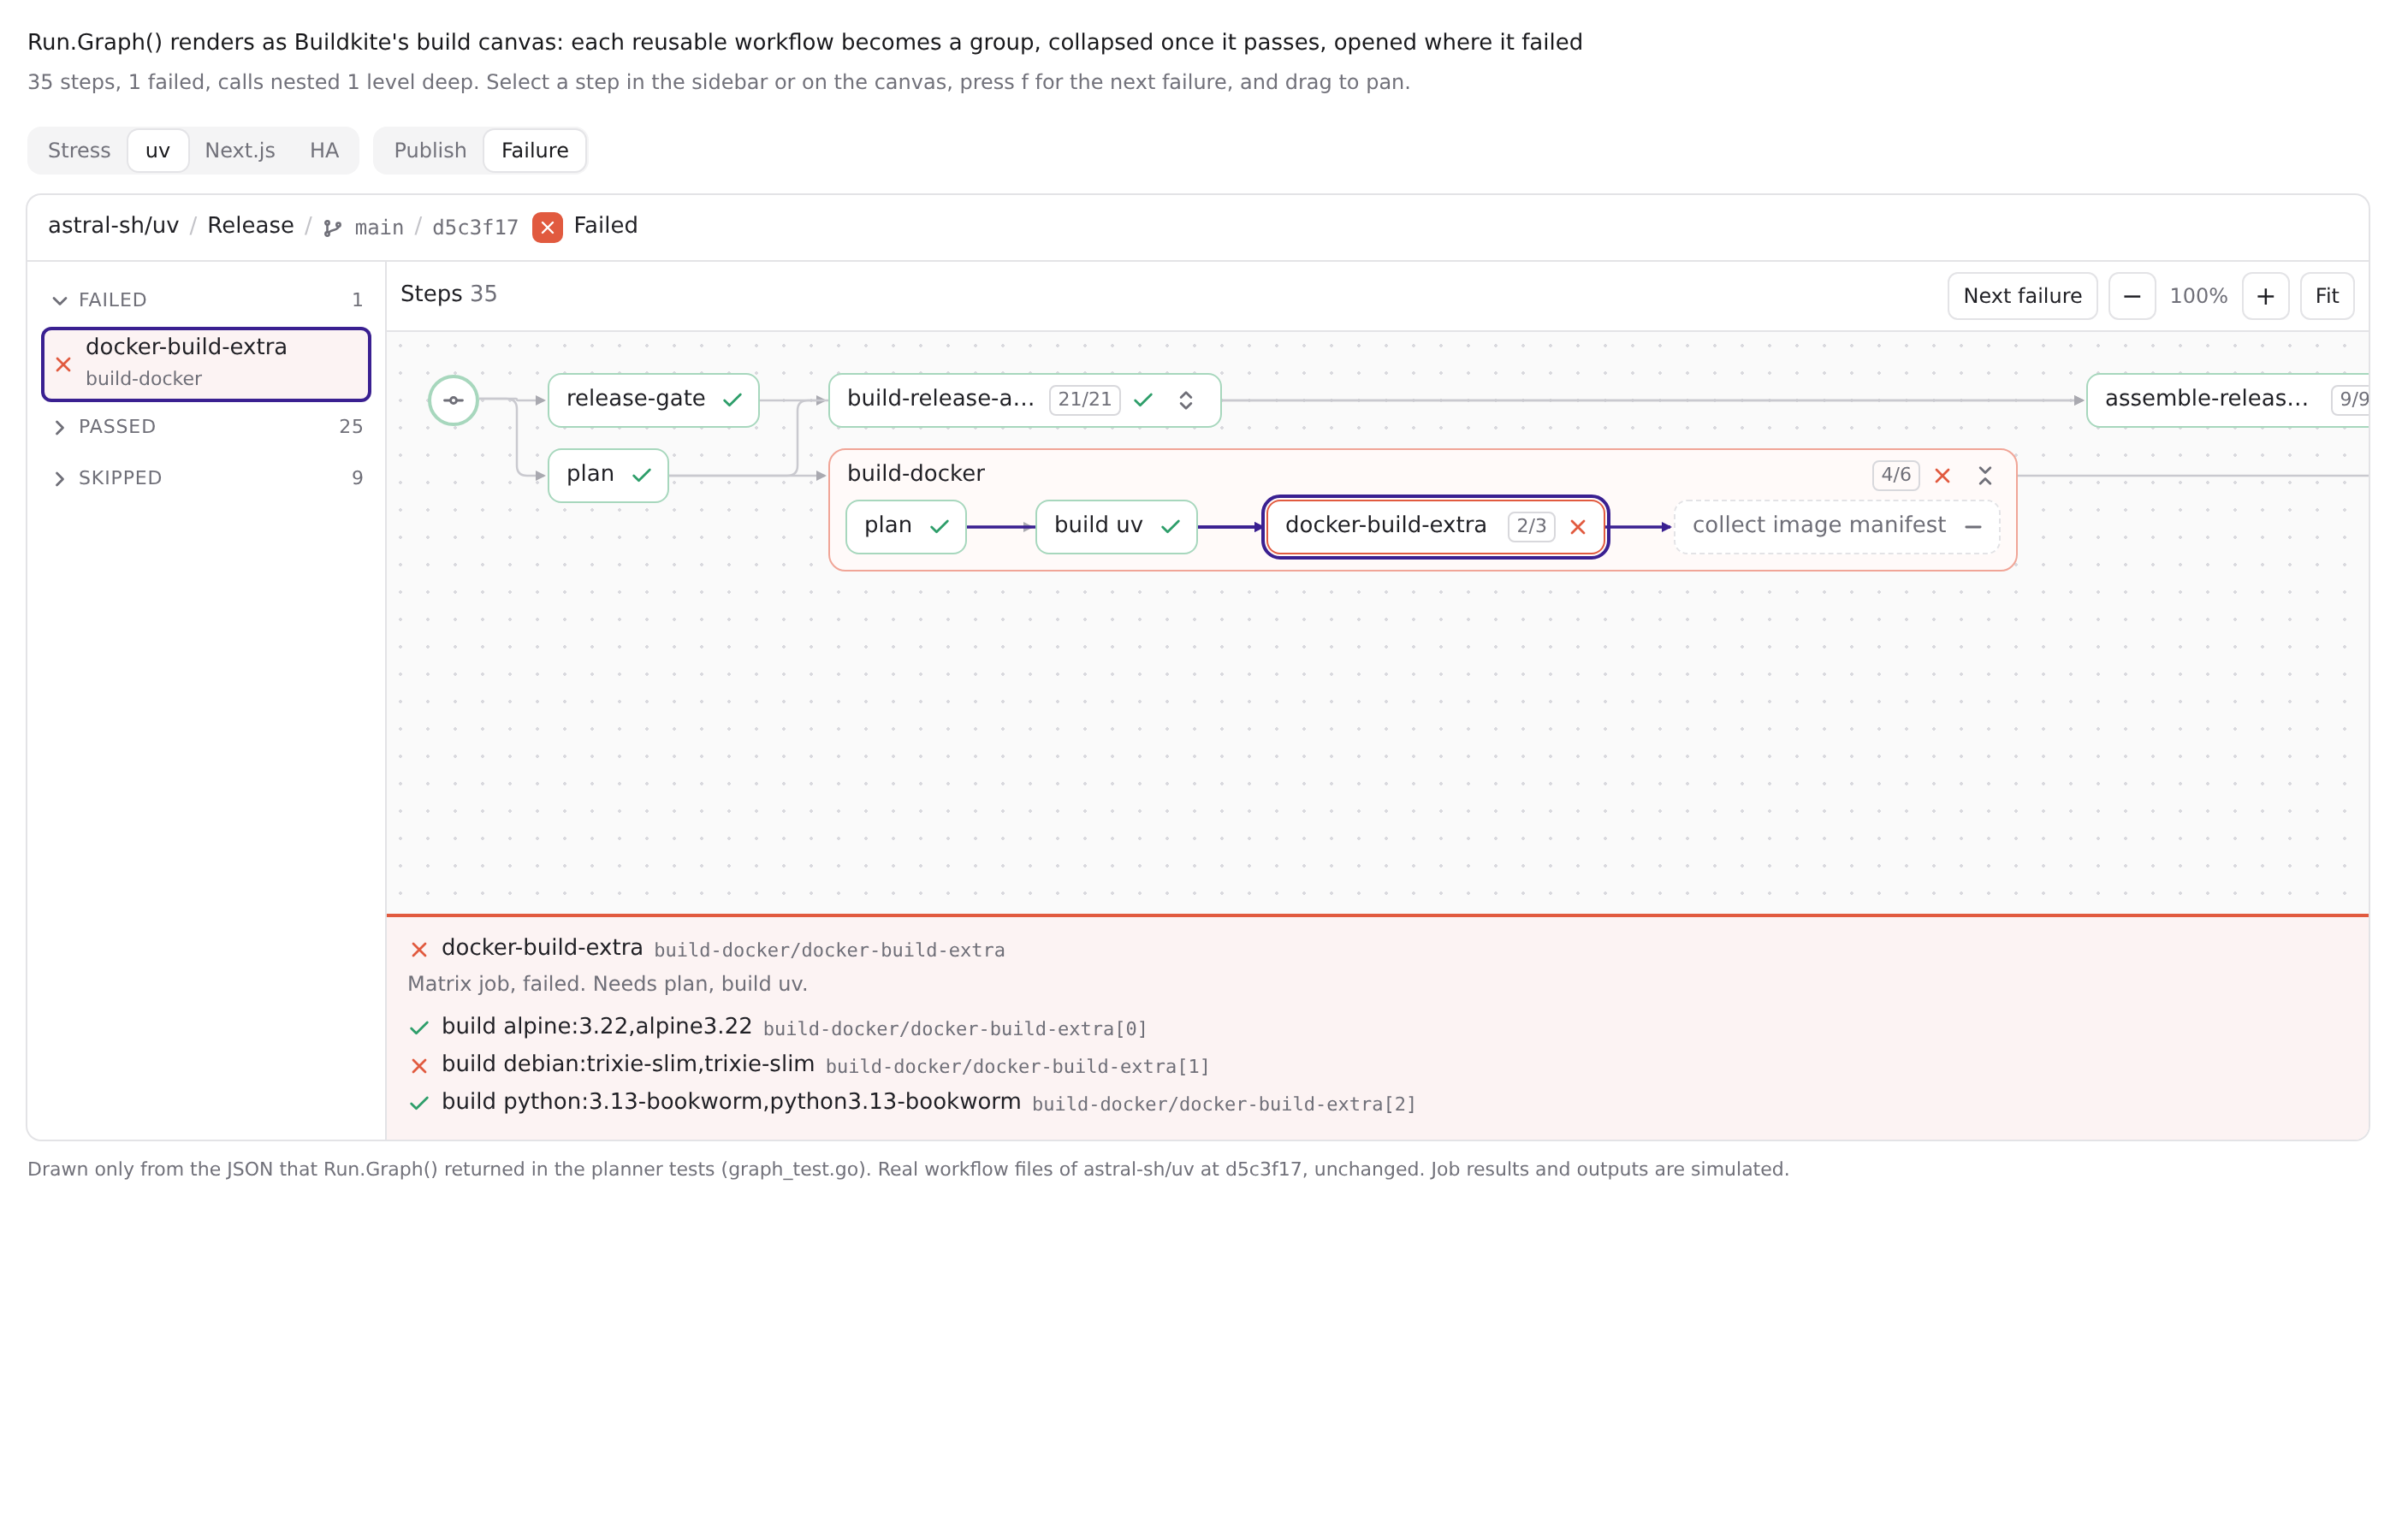 Run.Graph() renders as Buildkite's build canvas: each reusable workflow becomes a group, collapsed once it passes, opened where it failed
35 steps, 1 failed, calls nested 1 level deep. Select a step in the sidebar or on the canvas, press f for the next failure, and drag to pan.
Stress uv Next.js HA Publish Failure
astral-sh/uv / Release / main / d5c3f17 Failed
FAILED 1
docker-build-extra
build-docker
PASSED 25
SKIPPED 9
Steps 35
Next failure − 100% + Fit
release-gate
build-release-a... 21/21
assemble-releas... 9/9
plan
build-docker 4/6
plan
build uv
docker-build-extra 2/3
collect image manifest
docker-build-extra build-docker/docker-build-extra
Matrix job, failed. Needs plan, build uv.
build alpine:3.22,alpine3.22 build-docker/docker-build-extra[0]
build debian:trixie-slim,trixie-slim build-docker/docker-build-extra[1]
build python:3.13-bookworm,python3.13-bookworm build-docker/docker-build-extra[2]
Drawn only from the JSON that Run.Graph() returned in the planner tests (graph_test.go). Real workflow files of astral-sh/uv at d5c3f17, unchanged. Job results and outputs are simulated.